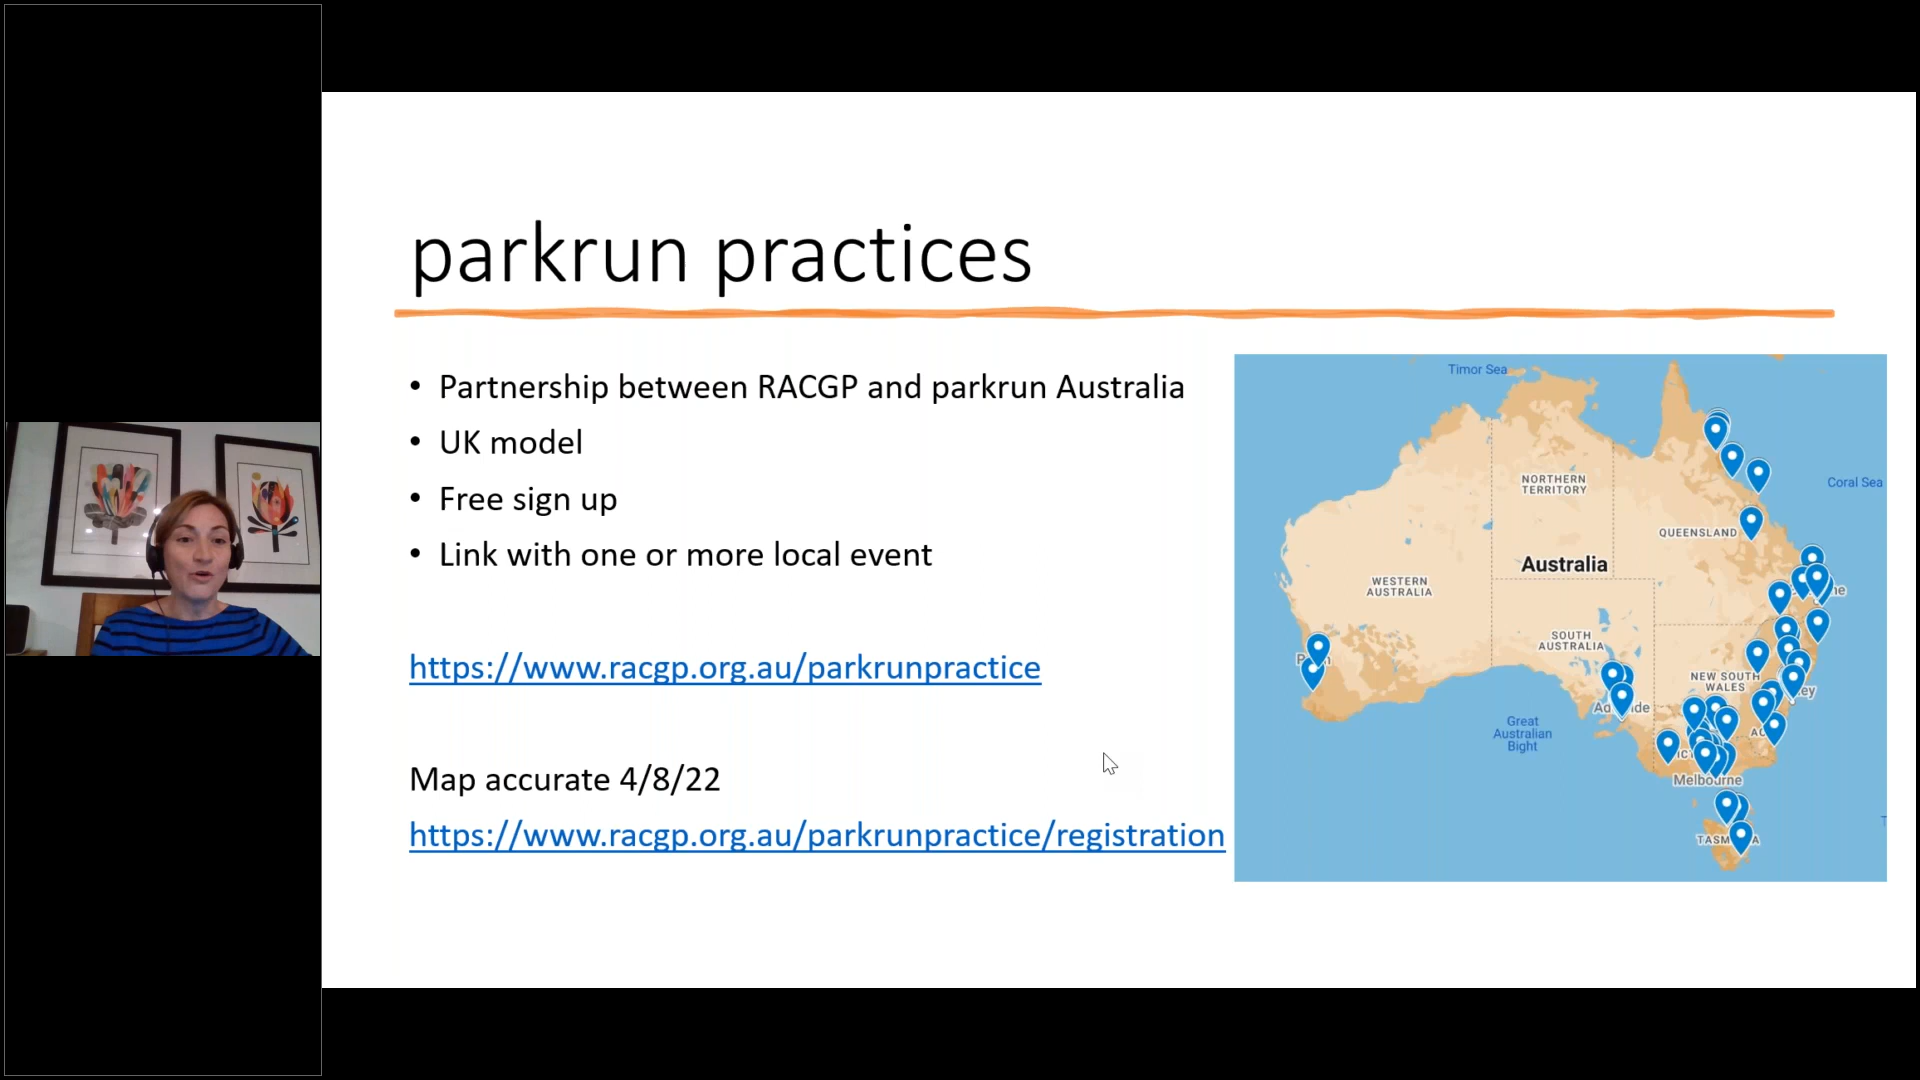 parkrun practices
• Partnership between RACGP and parkrun Australia
• UK model
• Free sign up
• Link with one or more local event
https://www.racgp.org.au/parkrunpractice
Map accurate 4/8/22
https://www.racgp.org.au/parkrunpractice/registration
Timor Sea
NORTHERN
TERRITORY
Coral Sea
QUEENSLAND
Australia
WESTERN
AUSTRALIA
SOUTH
AUSTRALIA
NEW SOUTH
WALES
Great
Australian
Bight
Melbourne